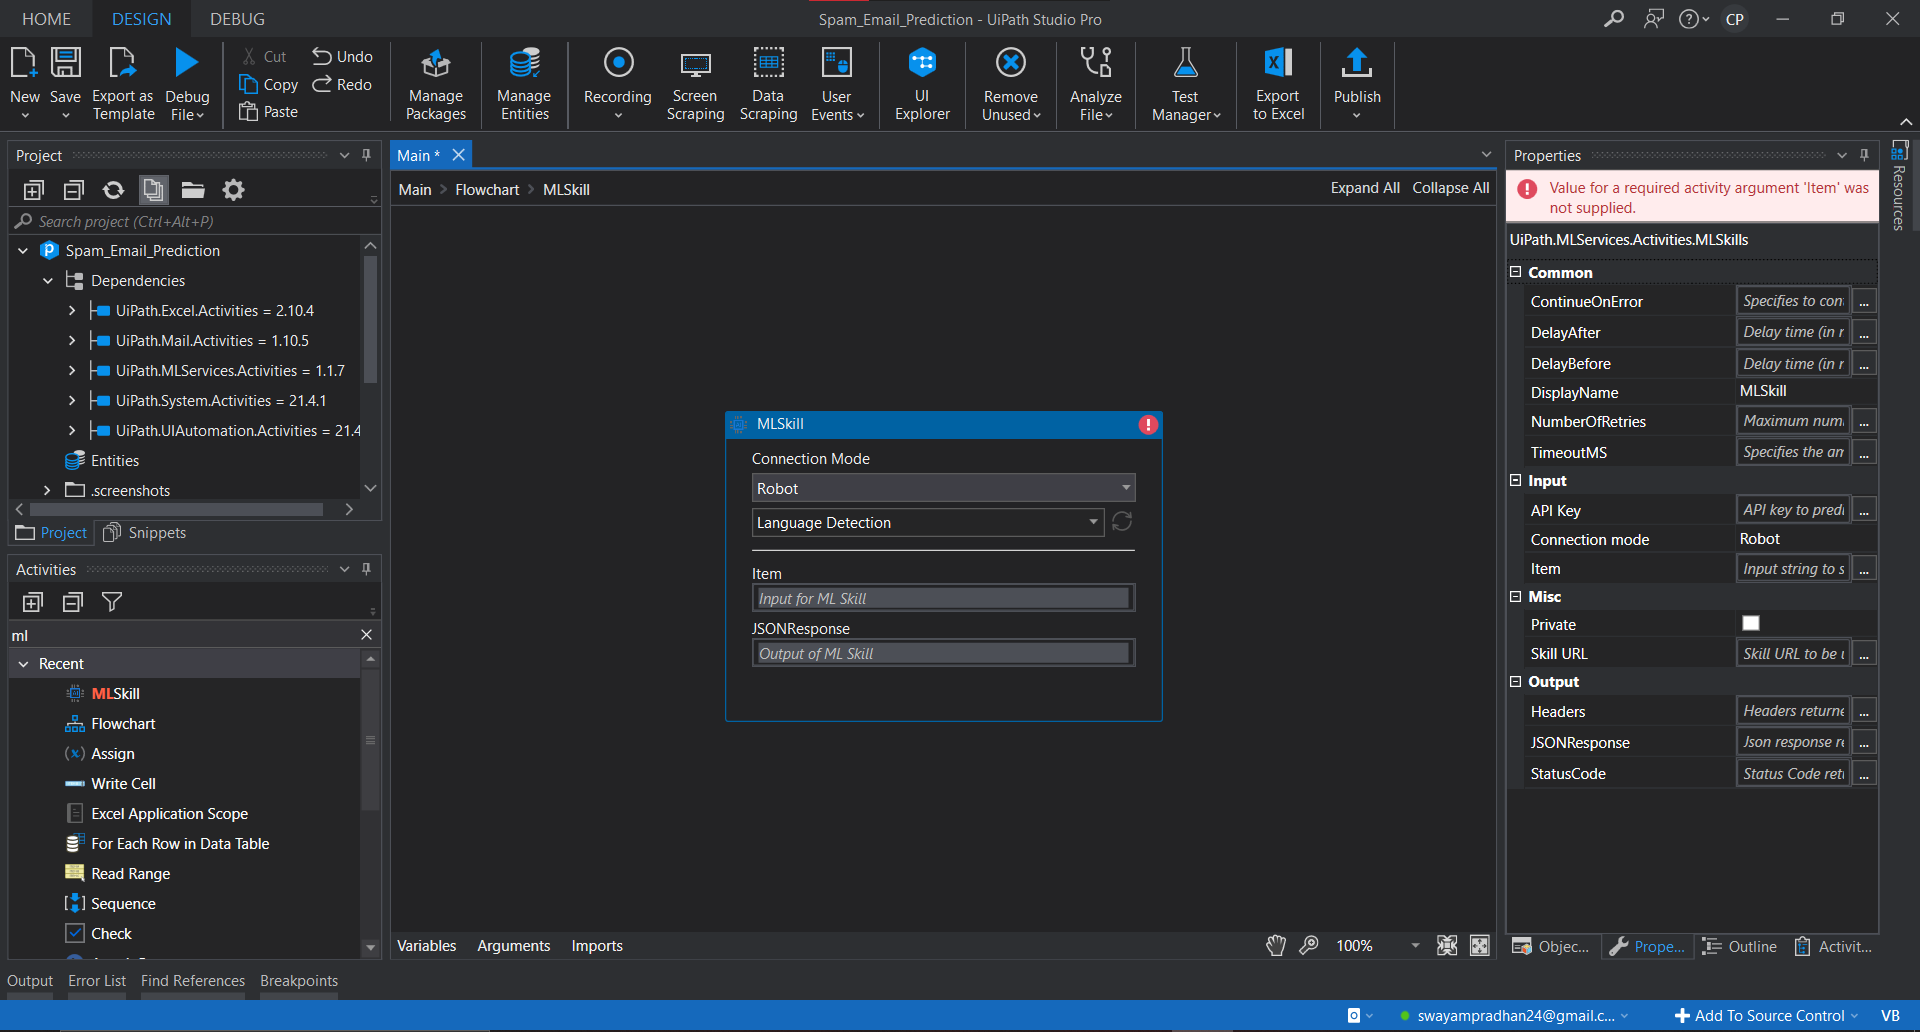 HOME DESIGN DEBUG
Spam_Email_Prediction - UiPath Studio Pro
CP
New
Save
Export as Template
Debug File
Cut
Copy
Paste
Undo
Redo
Manage Packages
Manage Entities
Recording
Screen Scraping
Data Scraping
User Events
UI Explorer
Remove Unused
Analyze File
Test Manager
Export to Excel
Publish
Project
Search project (Ctrl+Alt+P)
Spam_Email_Prediction
Dependencies
UiPath.Excel.Activities = 2.10.4
UiPath.Mail.Activities = 1.10.5
UiPath.MLServices.Activities = 1.1.7
UiPath.System.Activities = 21.4.1
UiPath.UIAutomation.Activities = 21.4
Entities
.screenshots
Project Snippets
Activities
ml
Recent
MLSkill
Flowchart
Assign
Write Cell
Excel Application Scope
For Each Row in Data Table
Read Range
Sequence
Check
Main *
Main > Flowchart > MLSkill
Expand All Collapse All
MLSkill
Connection Mode
Robot
Language Detection
Item
Input for ML Skill
JSONResponse
Output of ML Skill
Variables Arguments Imports
100%
Properties
Value for a required activity argument 'Item' was
not supplied.
UiPath.MLServices.Activities.MLSkills
Common
ContinueOnError Specifies to con ...
DelayAfter Delay time (in r ...
DelayBefore Delay time (in r ...
DisplayName MLSkill
NumberOfRetries Maximum num ...
TimeoutMS Specifies the an ...
Input
API Key API key to predi ...
Connection mode Robot
Item Input string to s ...
Misc
Private
Skill URL Skill URL to be u ...
Output
Headers Headers returne ...
JSONResponse Json response re ...
StatusCode Status Code retu ...
Objec... Prope... Outline Activit...
Resources
Output Error List Find References Breakpoints
swayampradhan24@gmail.c...
Add To Source Control
VB